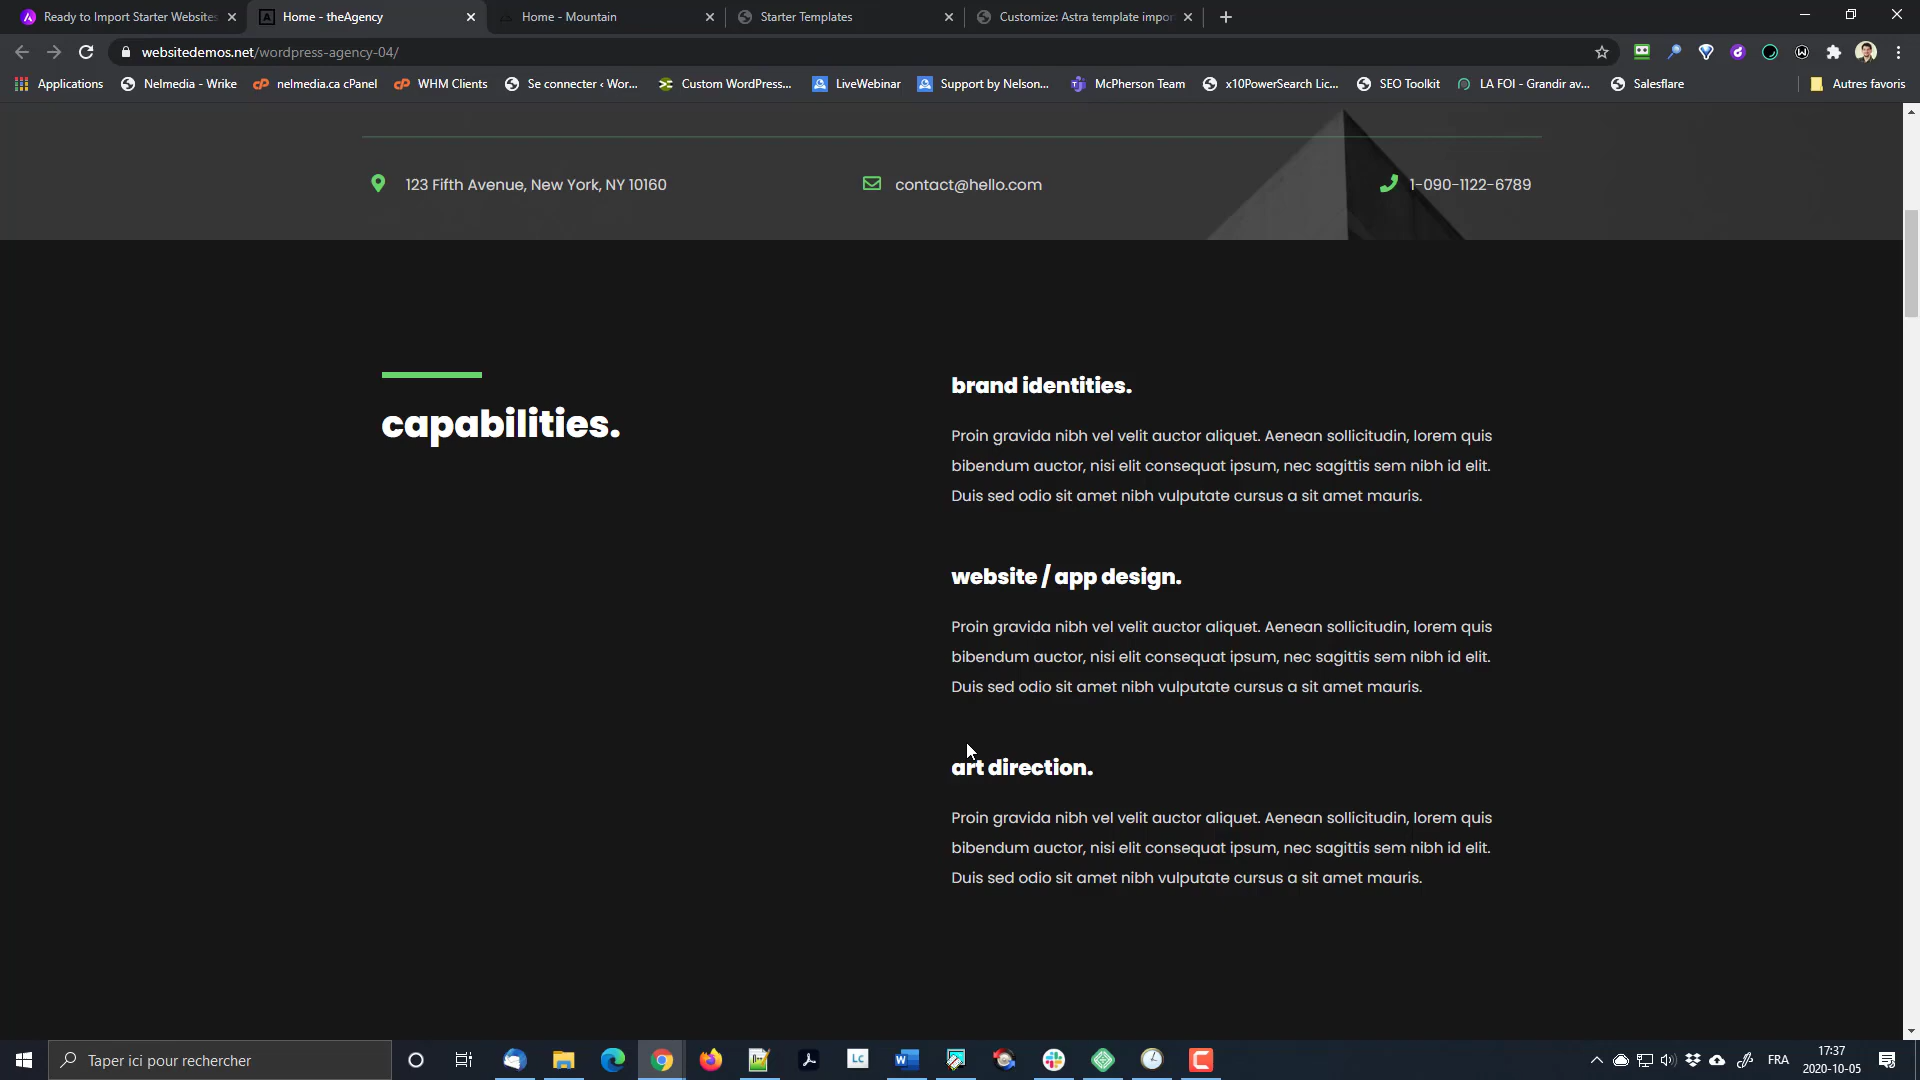 Ready to Import Starter Websites
Home - theAgency
Home - Mountain
Starter Templates
Customize: Astra template impor
websitedemos.net/wordpress-agency-04/
Applications
Nelmedia - Wrike
nelmedia.ca cPanel
WHM Clients
Se connecter ‹ Wor...
Custom WordPress...
LiveWebinar
Support by Nelson...
McPherson Team
x10PowerSearch Lic...
SEO Toolkit
LA FOI - Grandir av...
Salesflare
Autres favoris
123 Fifth Avenue, New York, NY 10160
contact@hello.com
1-090-1122-6789
capabilities.
brand identities.
Proin gravida nibh vel velit auctor aliquet. Aenean sollicitudin, lorem quis
bibendum auctor, nisi elit consequat ipsum, nec sagittis sem nibh id elit.
Duis sed odio sit amet nibh vulputate cursus a sit amet mauris.
website / app design.
Proin gravida nibh vel velit auctor aliquet. Aenean sollicitudin, lorem quis
bibendum auctor, nisi elit consequat ipsum, nec sagittis sem nibh id elit.
Duis sed odio sit amet nibh vulputate cursus a sit amet mauris.
art direction.
Proin gravida nibh vel velit auctor aliquet. Aenean sollicitudin, lorem quis
bibendum auctor, nisi elit consequat ipsum, nec sagittis sem nibh id elit.
Duis sed odio sit amet nibh vulputate cursus a sit amet mauris.
Taper ici pour rechercher
LC
FRA
17:37
2020-10-05